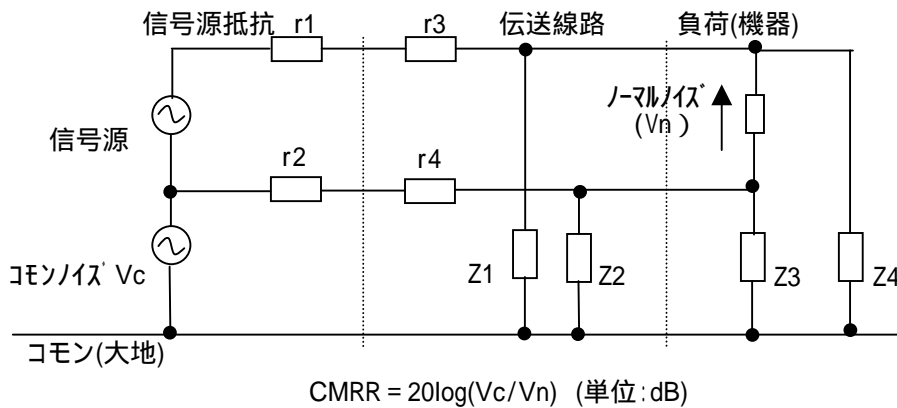 信号源抵抗 r1 r3 伝送線路 負荷(機器)
ノーマルノイズ
(Vn )
信号源
r2 r4
コモンノイズ Vc
Z1 Z2 Z3 Z4
コモン(大地)
CMRR = 20log(Vc/Vn) (単位:dB)